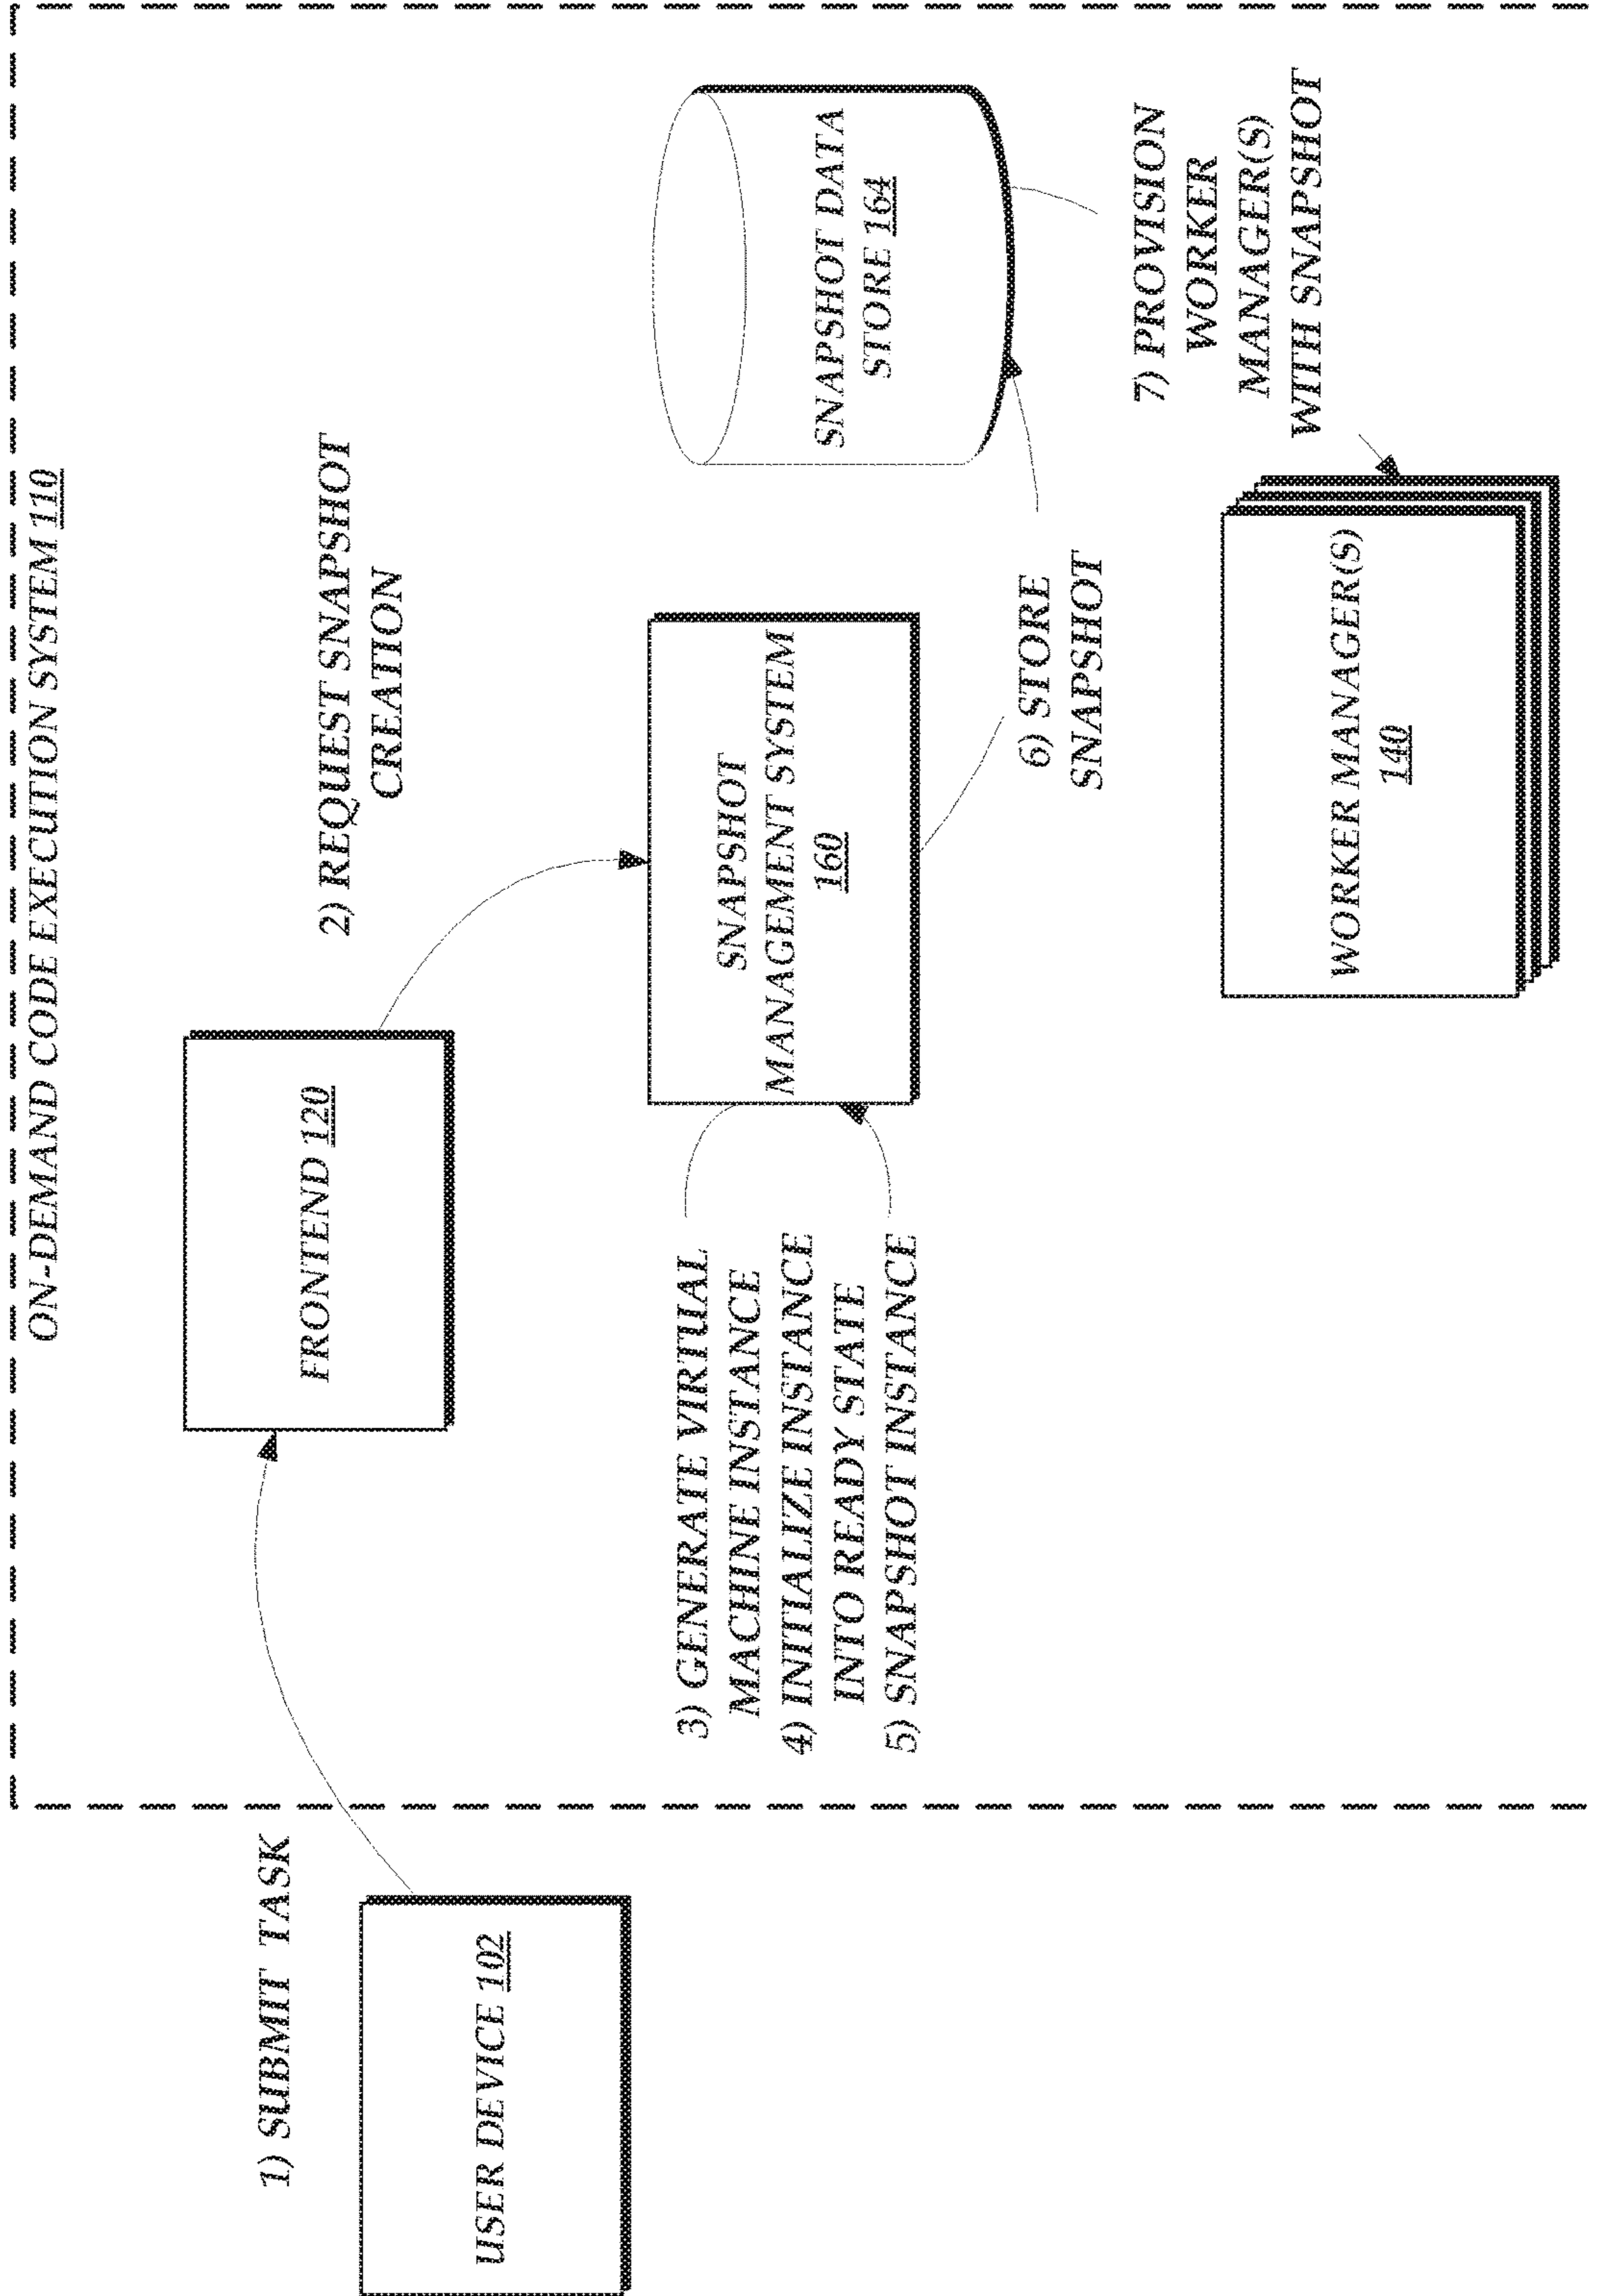 ON-DEMAND CODE EXECUTION SYSTEM 110
1) SUBMIT TASK
USER DEVICE 102
FRONTEND 120
2) REQUEST SNAPSHOT
CREATION
3) GENERATE VIRTUAL
MACHINE INSTANCE
4) INITIALIZE INSTANCE
INTO READY STATE
5) SNAPSHOT INSTANCE
SNAPSHOT
MANAGEMENT SYSTEM
160
6) STORE
SNAPSHOT
SNAPSHOT DATA
STORE 164
7) PROVISION
WORKER
MANAGER(S)
WITH SNAPSHOT
WORKER MANAGER(S)
140